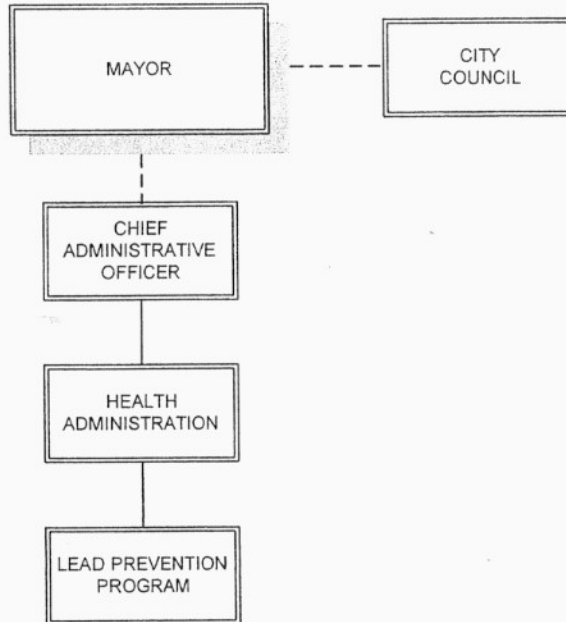 MAYOR
CITY
COUNCIL
CHIEF
ADMINISTRATIVE
OFFICER
HEALTH
ADMINISTRATION
LEAD PREVENTION
PROGRAM